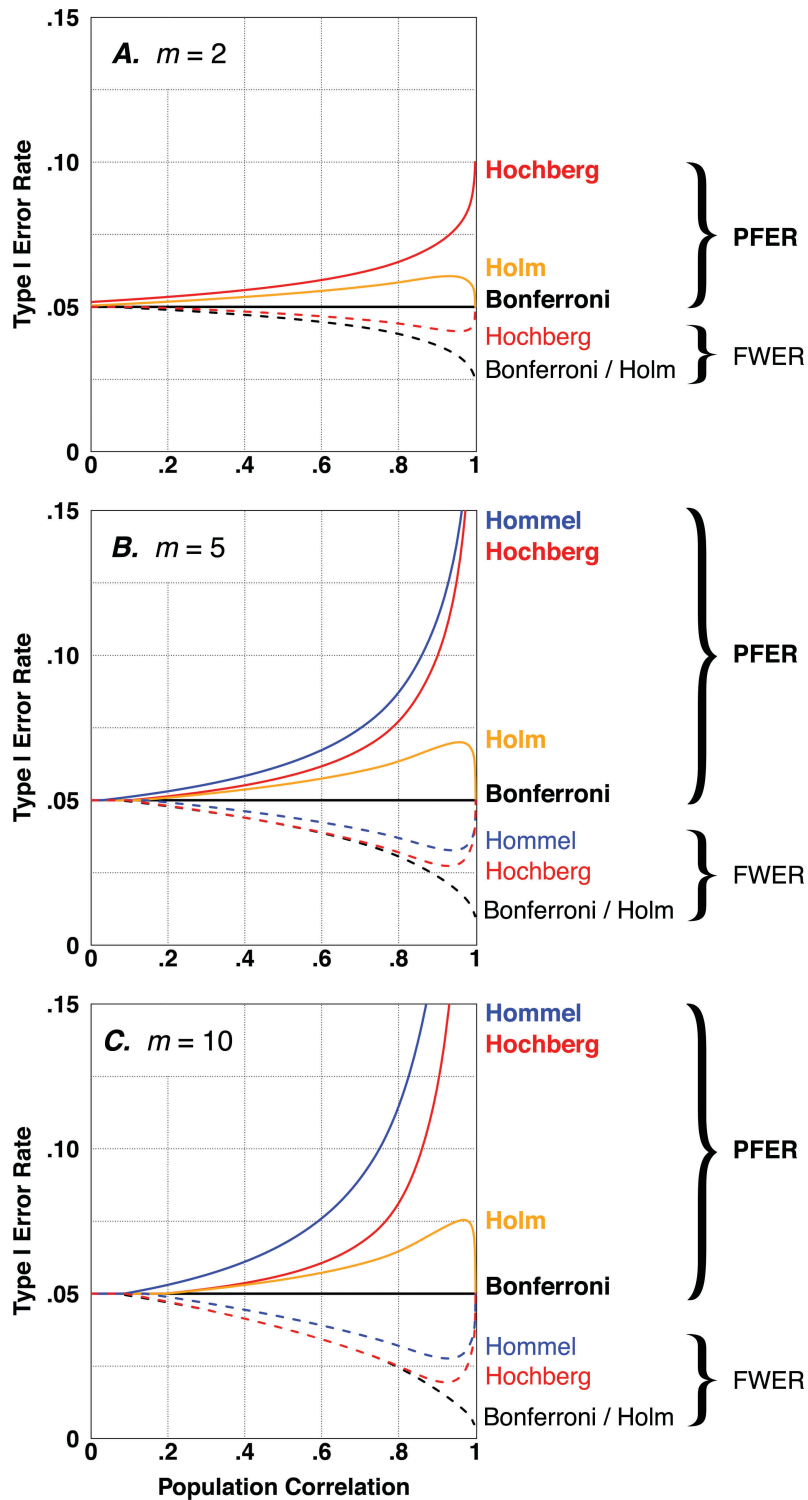 .15
A. m = 2
.10
Hochberg
PFER
Holm
Type I Error Rate
.05
Bonferroni
Hochberg
FWER
Bonferroni / Holm
0
0 .2 .4 .6 .8 1
.15
Hommel
B. m = 5
Hochberg
.10
PFER
Holm
Type I Error Rate
.05
Bonferroni
Hommel
Hochberg
FWER
Bonferroni / Holm
0
0 .2 .4 .6 .8 1
.15
Hommel
C. m = 10
Hochberg
.10
PFER
Holm
Type I Error Rate
.05
Bonferroni
Hommel
Hochberg
FWER
Bonferroni / Holm
0
0 .2 .4 .6 .8 1
Population Correlation